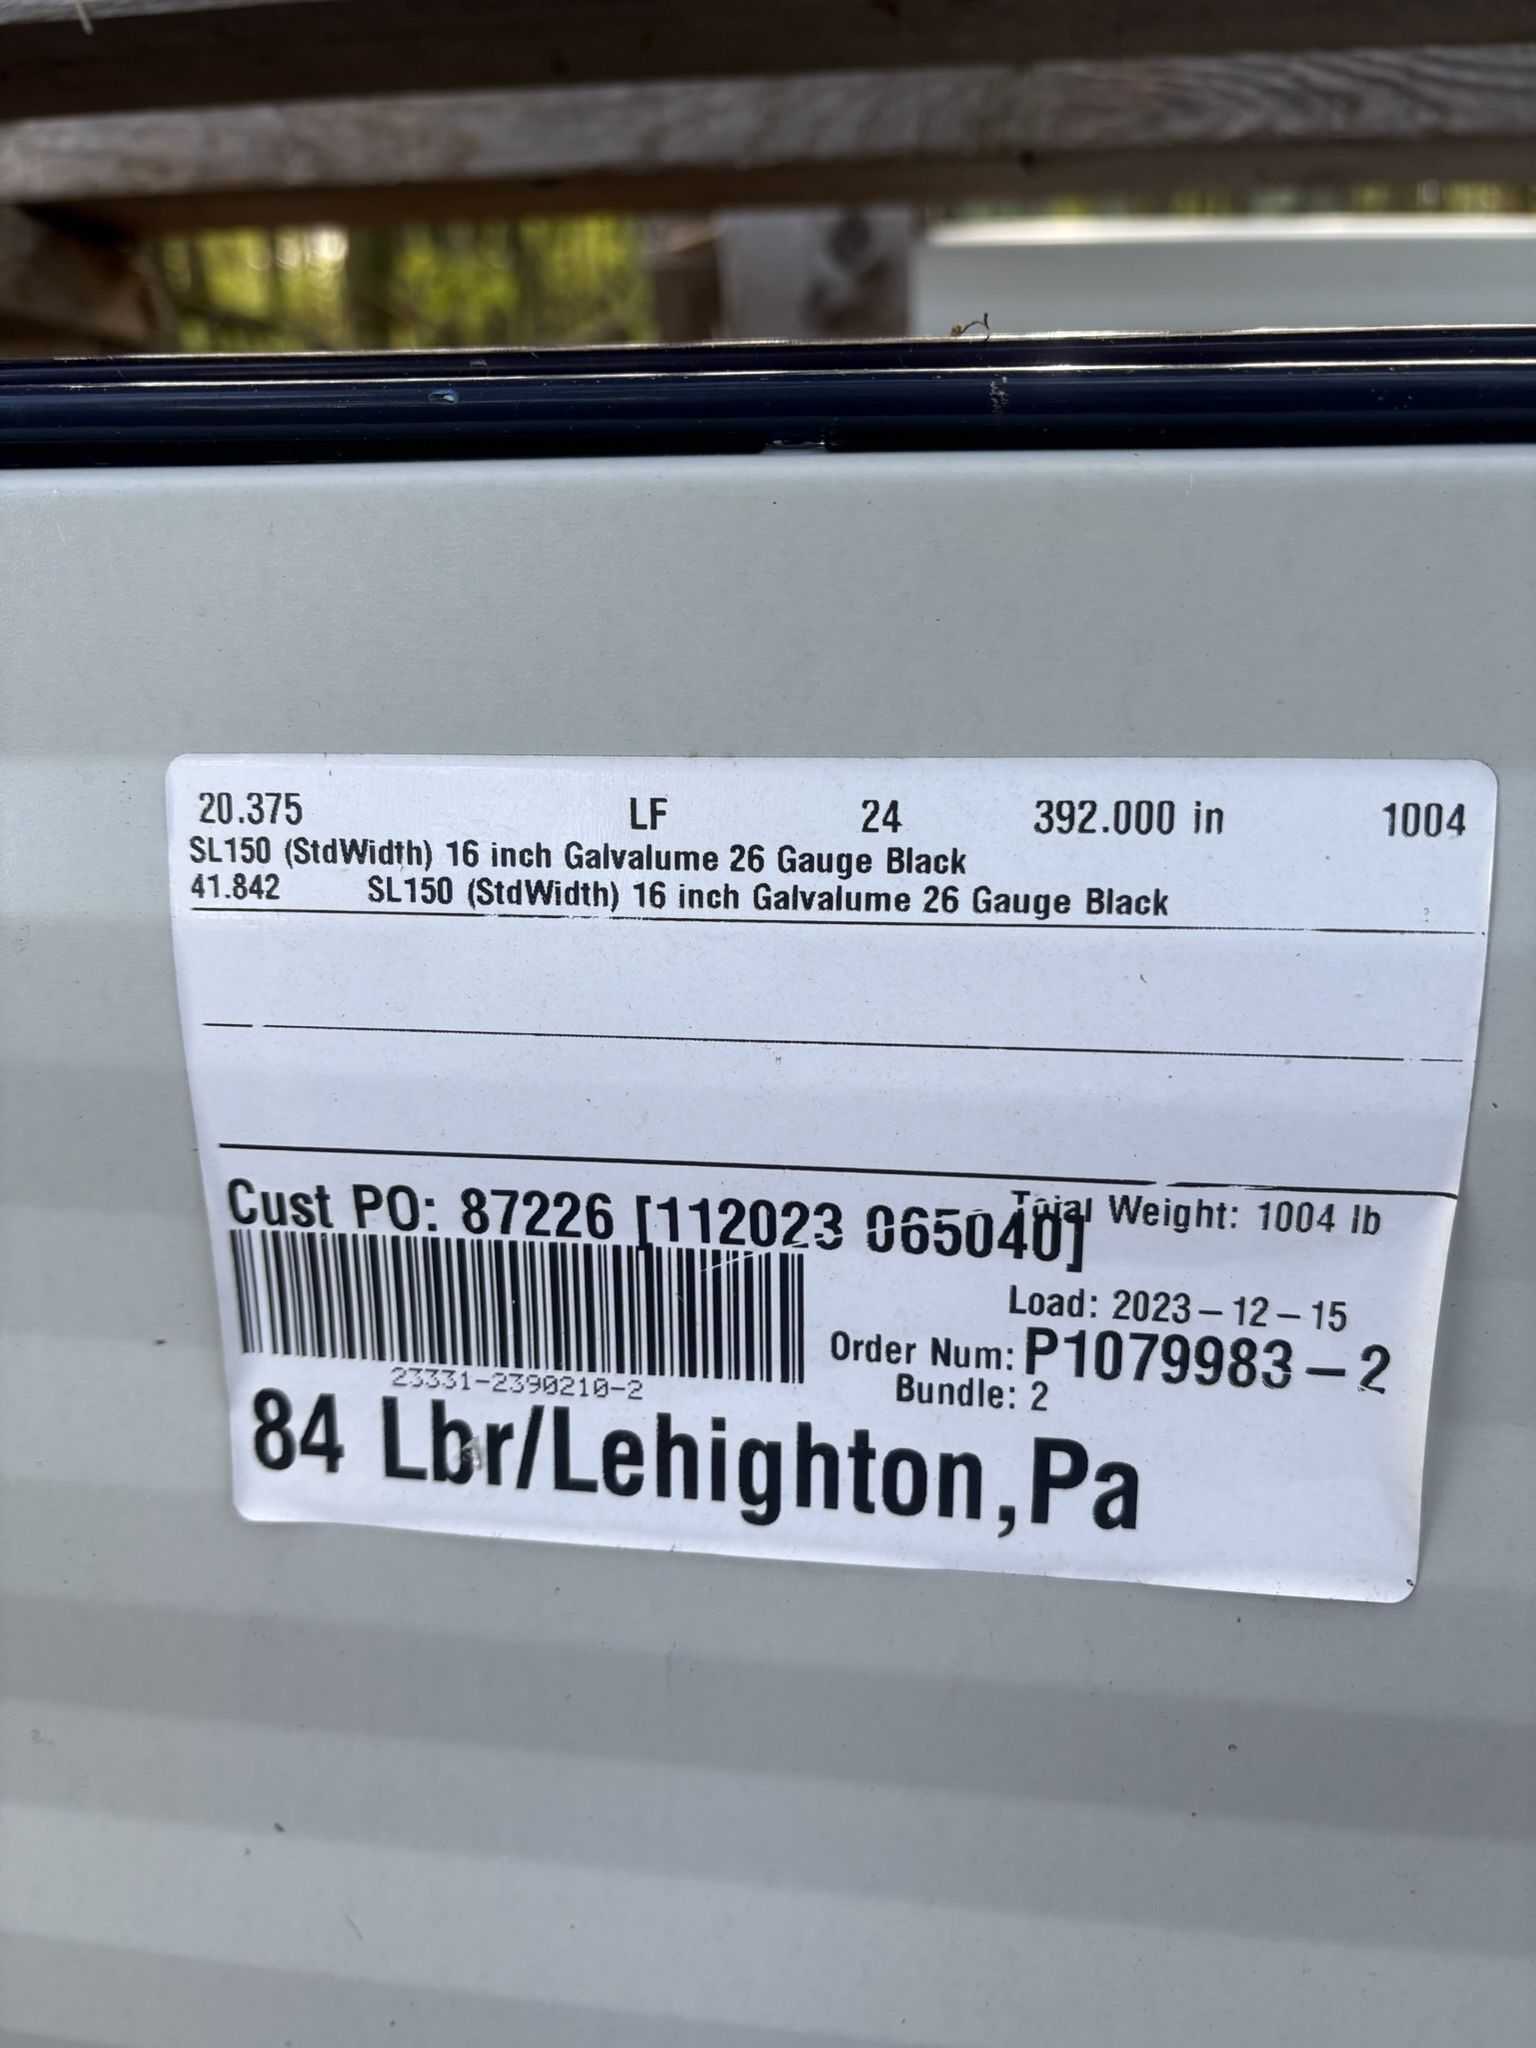 20.375 LF 24 392.000 in 1004
SL150 (StdWidth) 16 inch Galvalume 26 Gauge Black
41.842 SL150 (StdWidth) 16 inch Galvalume 26 Gauge Black
Cust PO: 87226 [112023 065040]
Total Weight: 1004 lb
Load: 2023-12-15
Order Num: P1079983-2
Bundle: 2
23331-2390210-2
84 Lbr/Lehighton,Pa